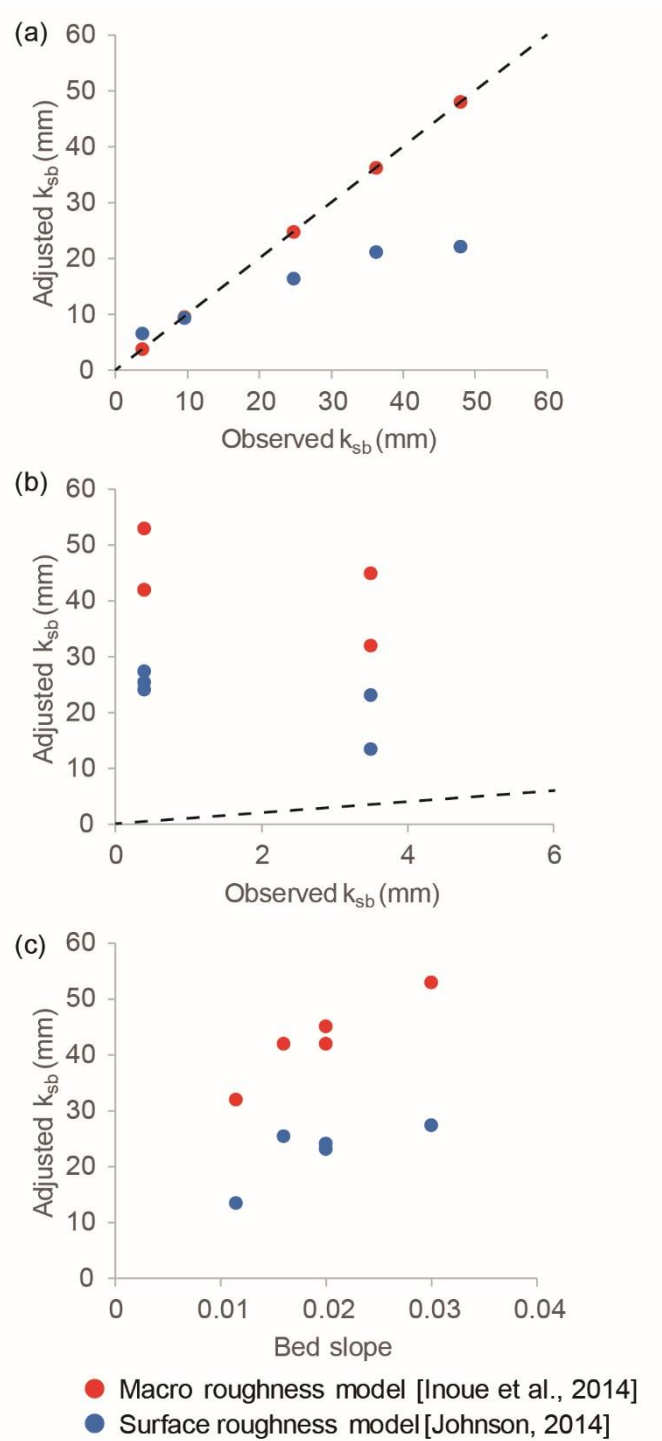 (a)
60
50
40
30
20
10
0
Adjusted ksb (mm)
0 10 20 30 40 50 60
Observed ksb (mm)
(b)
60
50
40
30
20
10
0
Adjusted ksb (mm)
0 2 4 6
Observed ksb (mm)
(c)
60
50
40
30
20
10
0
Adjusted ksb (mm)
0 0.01 0.02 0.03 0.04
Bed slope
Macro roughness model [Inoue et al., 2014]
Surface roughness model [Johnson, 2014]